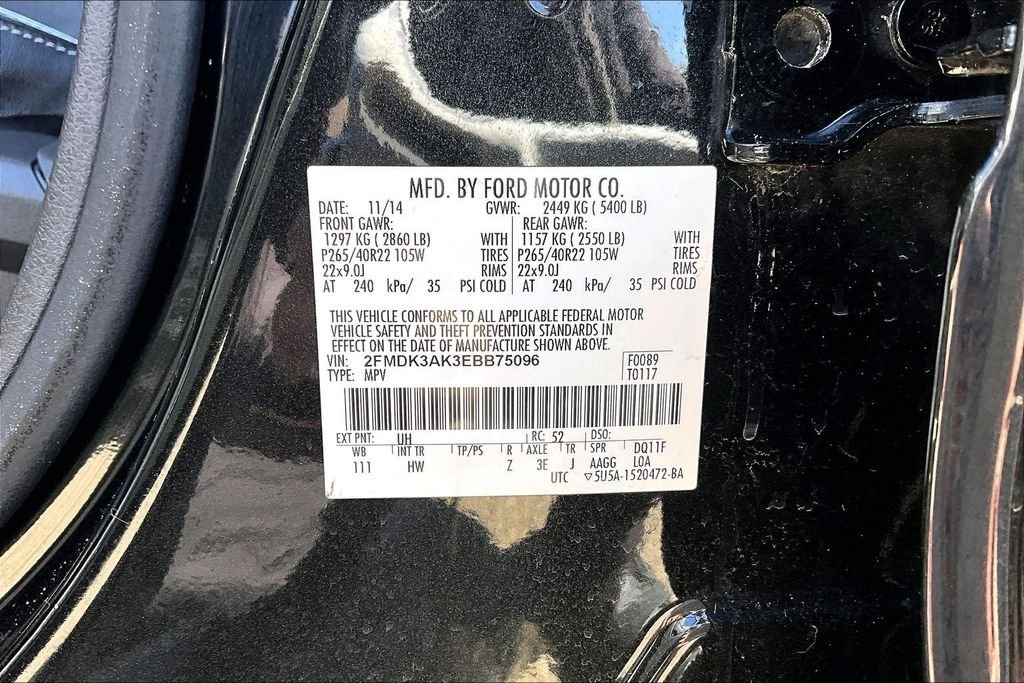 MFD. BY FORD MOTOR CO.
DATE: 11/14 GVWR: 2449 KG ( 5400 LB)
FRONT GAWR: REAR GAWR:
1297 KG ( 2860 LB) WITH 1157 KG ( 2550 LB) WITH
P265/40R22 105W TIRES P265/40R22 105W TIRES
22x9.0J RIMS 22x9.0J RIMS
AT 240 kPa/ 35 PSI COLD AT 240 kPa/ 35 PSI COLD
THIS VEHICLE CONFORMS TO ALL APPLICABLE FEDERAL MOTOR
VEHICLE SAFETY AND THEFT PREVENTION STANDARDS IN
EFFECT ON THE DATE OF MANUFACTURE SHOWN ABOVE.
VIN: 2FMDK3AK3EBB75096 F0089
TYPE: MPV T0117
EXT PNT: UH RC: 52 DSO:
WB INT TR TP/PS R AXLE TR SPR DQ11F
111 HW Z 3E J AAGG LOA
UTC ▽5U5A-1520472-BA